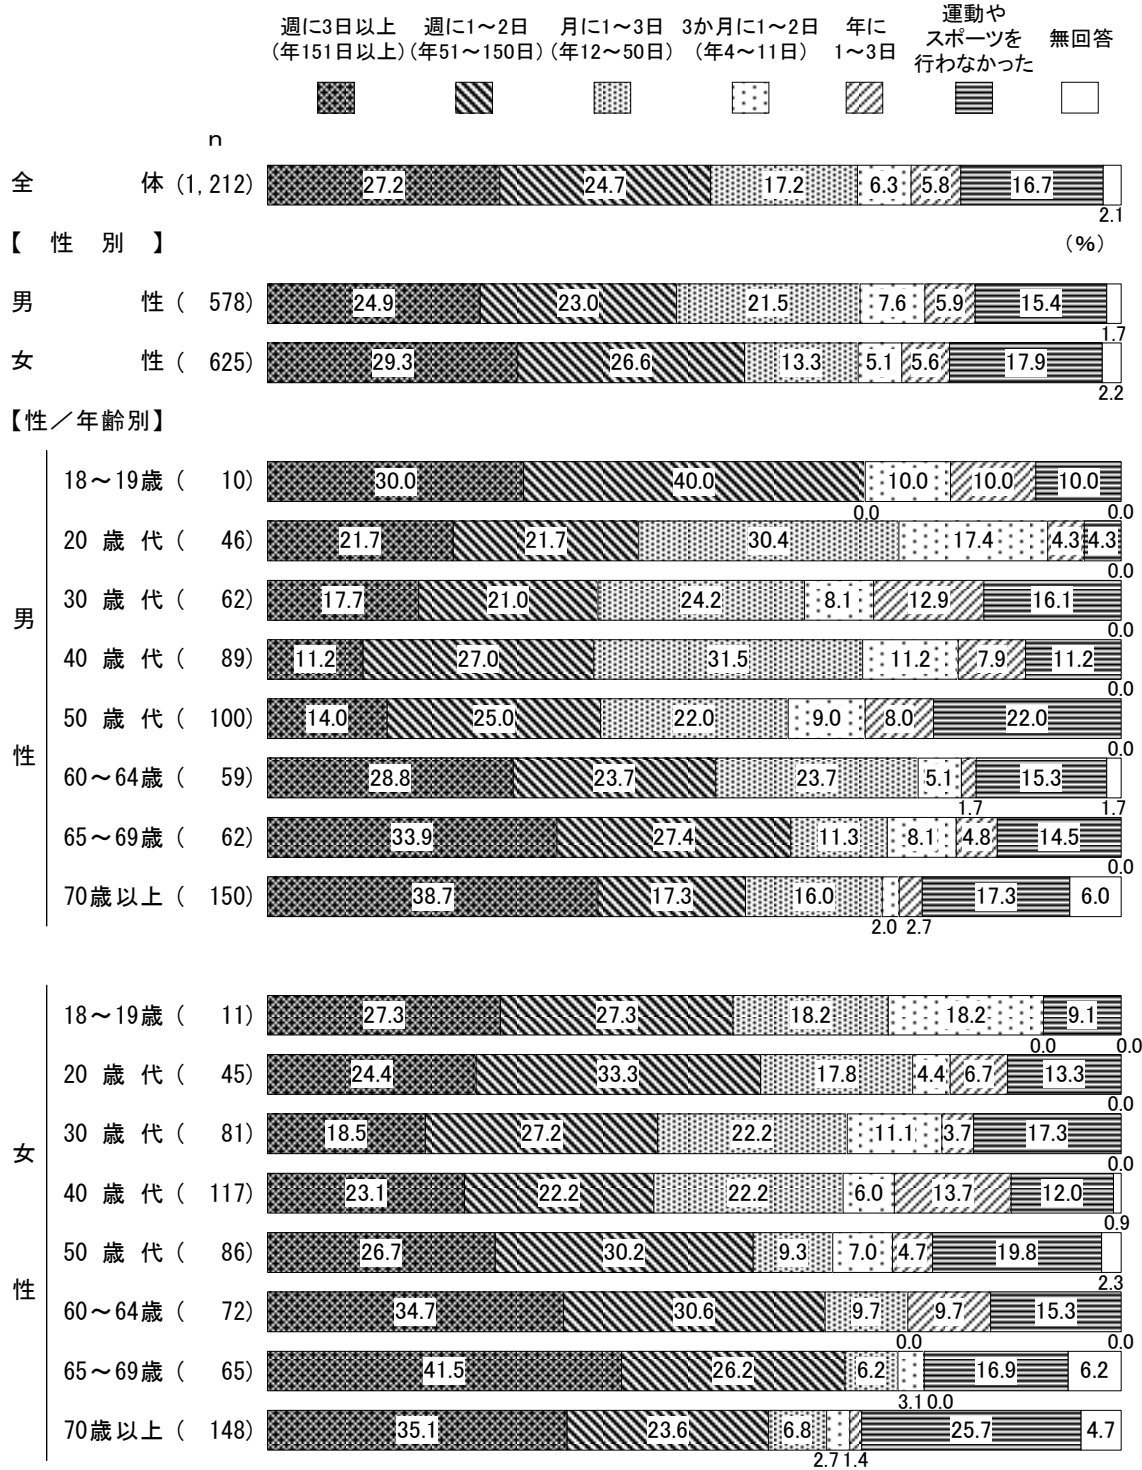 週に3日以上 週に1～2日 月に1～3日 3か月に1～2日 年に 運動や 無回答
(年151日以上) (年51～150日) (年12～50日) (年4～11日) 1～3日 スポーツを
行わなかった
n
全体 (1,212) 27.2 24.7 17.2 6.3 5.8 16.7
2.1
【性別】 (％)
男性 ( 578) 24.9 23.0 21.5 7.6 5.9 15.4
1.7
女性 ( 625) 29.3 26.6 13.3 5.1 5.6 17.9
2.2
【性／年齢別】
男性
18～19歳 ( 10) 30.0 40.0 10.0 10.0 10.0
0.0 0.0
20歳代 ( 46) 21.7 21.7 30.4 17.4 4.3 4.3
0.0
30歳代 ( 62) 17.7 21.0 24.2 8.1 12.9 16.1
0.0
40歳代 ( 89) 11.2 27.0 31.5 11.2 7.9 11.2
0.0
50歳代 ( 100) 14.0 25.0 22.0 9.0 8.0 22.0
0.0
60～64歳 ( 59) 28.8 23.7 23.7 5.1 15.3
1.7 1.7
65～69歳 ( 62) 33.9 27.4 11.3 8.1 4.8 14.5
0.0
70歳以上 ( 150) 38.7 17.3 16.0 17.3 6.0
2.0 2.7
女性
18～19歳 ( 11) 27.3 27.3 18.2 18.2 9.1
0.0 0.0
20歳代 ( 45) 24.4 33.3 17.8 4.4 6.7 13.3
0.0
30歳代 ( 81) 18.5 27.2 22.2 11.1 3.7 17.3
0.0
40歳代 ( 117) 23.1 22.2 22.2 6.0 13.7 12.0
0.9
50歳代 ( 86) 26.7 30.2 9.3 7.0 4.7 19.8
2.3
60～64歳 ( 72) 34.7 30.6 9.7 9.7 15.3
0.0 0.0
65～69歳 ( 65) 41.5 26.2 6.2 16.9 6.2
3.1 0.0
70歳以上 ( 148) 35.1 23.6 6.8 25.7 4.7
2.7 1.4